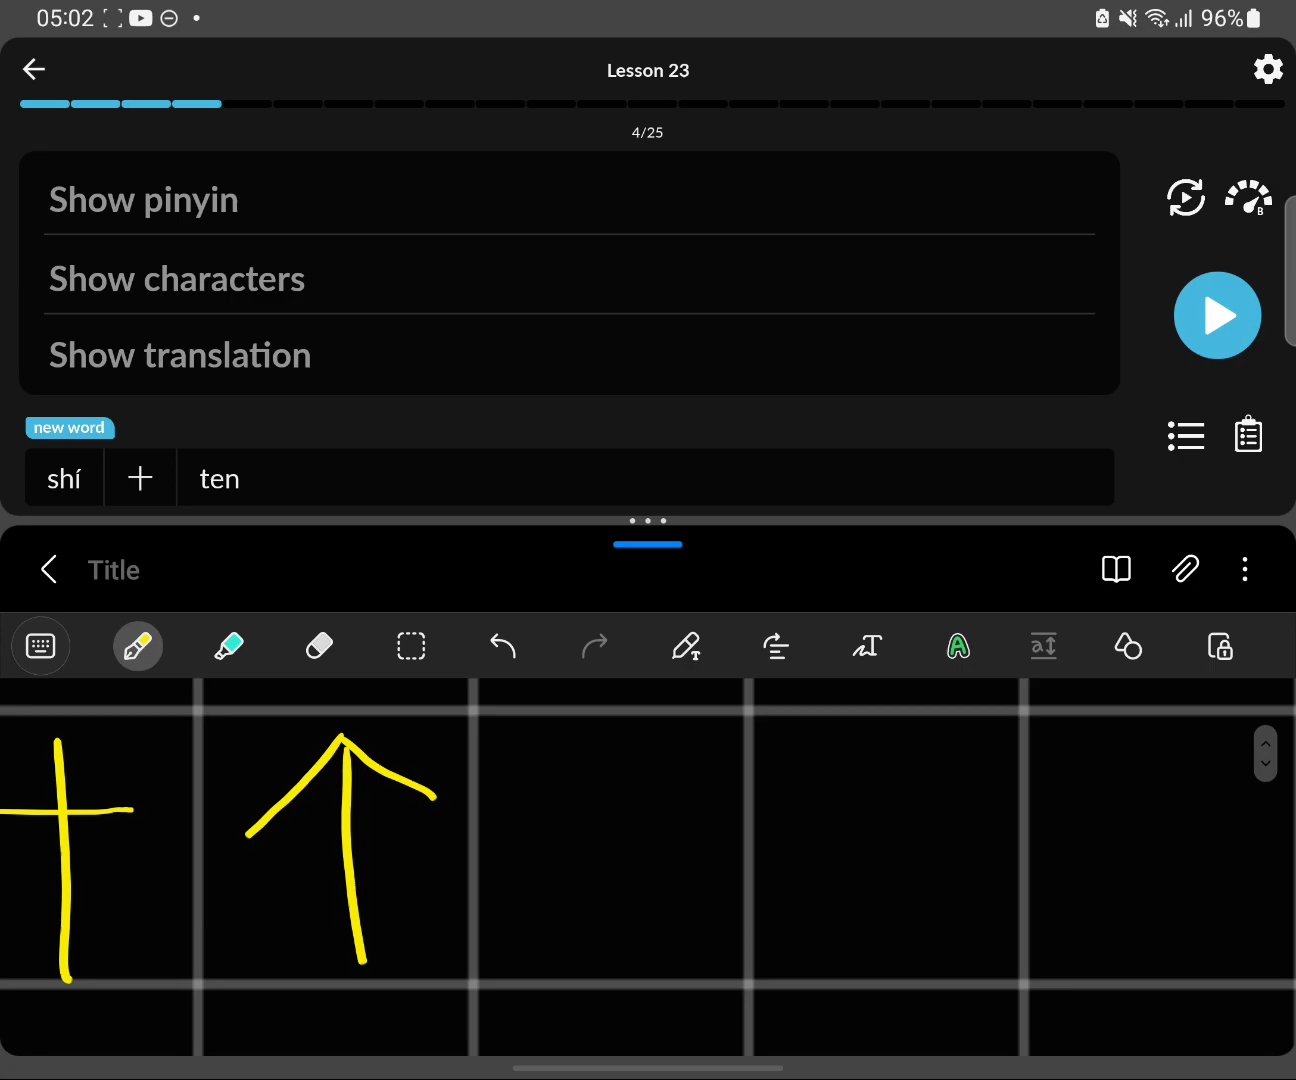 05:02 96%
Lesson 23
4/25
Show pinyin
Show characters
Show translation
new word
shí 十 ten
Title
十 个